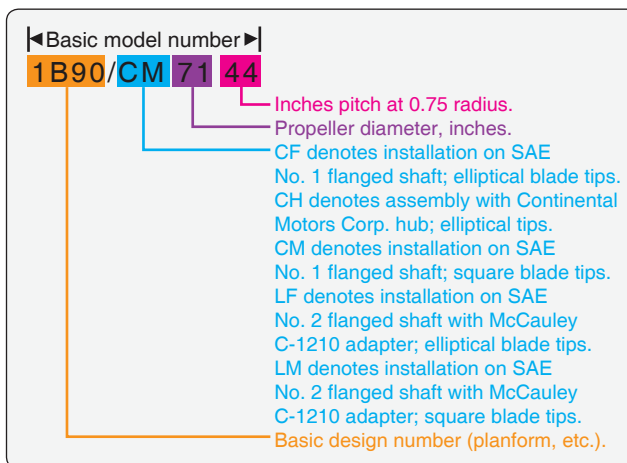 Basic model number
1B90/CM 71 44
Inches pitch at 0.75 radius.
Propeller diameter, inches.
CF denotes installation on SAE
No. 1 flanged shaft; elliptical blade tips.
CH denotes assembly with Continental
Motors Corp. hub; elliptical tips.
CM denotes installation on SAE
No. 1 flanged shaft; square blade tips.
LF denotes installation on SAE
No. 2 flanged shaft with McCauley
C-1210 adapter; elliptical blade tips.
LM denotes installation on SAE
No. 2 flanged shaft with McCauley
C-1210 adapter; square blade tips.
Basic design number (planform, etc.).